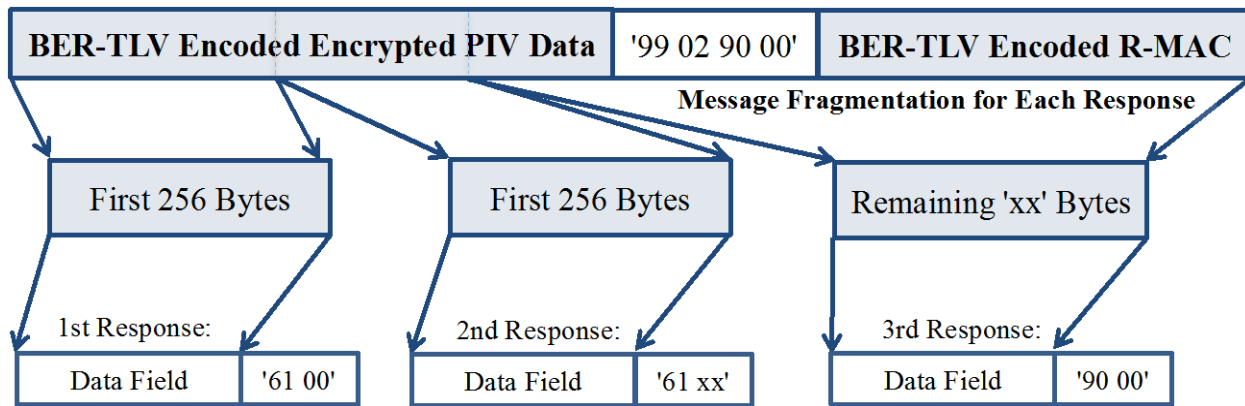 BER-TLV Encoded Encrypted PIV Data '99 02 90 00' BER-TLV Encoded R-MAC
Message Fragmentation for Each Response
First 256 Bytes First 256 Bytes Remaining 'xx' Bytes
1st Response: 2nd Response: 3rd Response:
Data Field '61 00' Data Field '61 xx' Data Field '90 00'